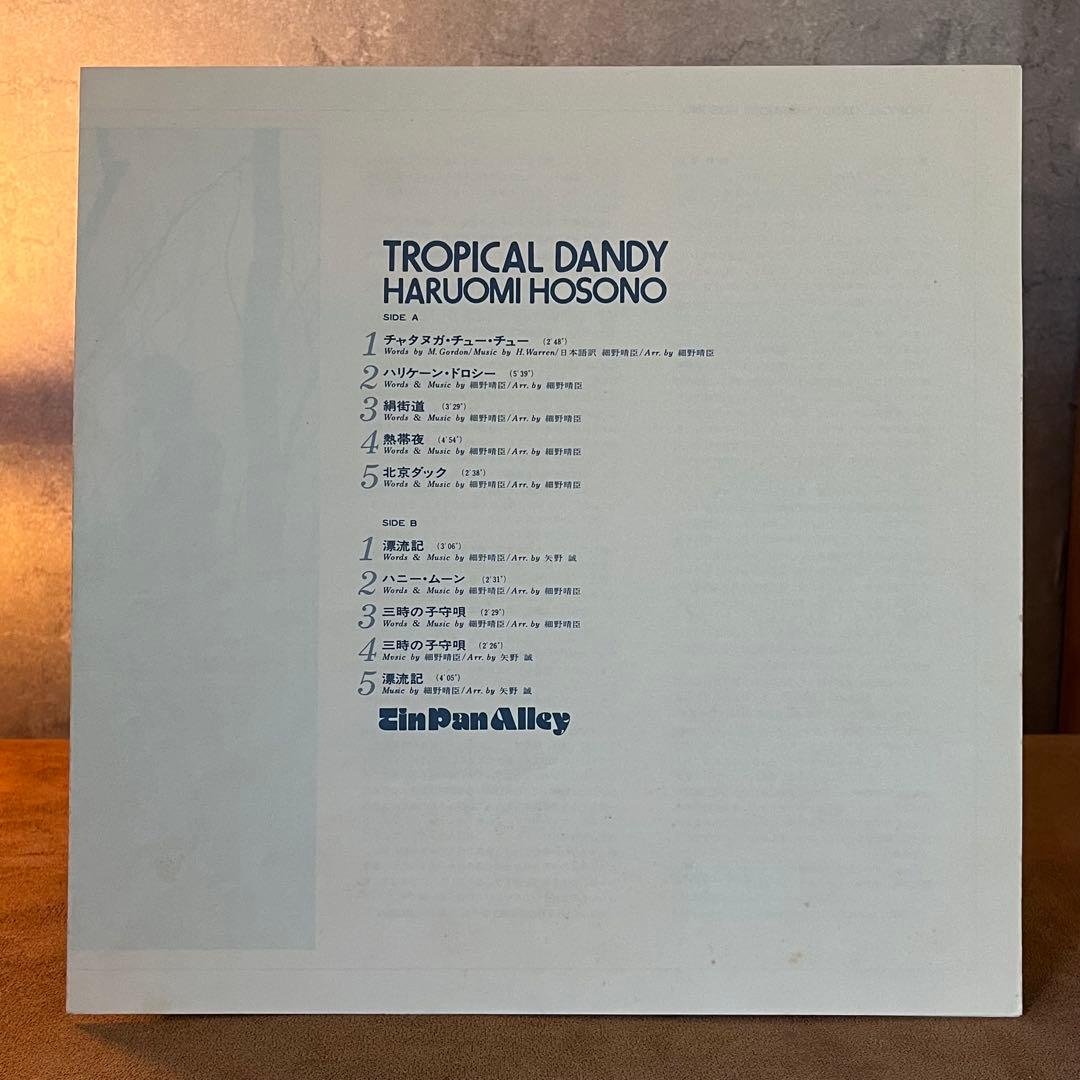 TROPICAL DANDY
HARUOMI HOSONO
SIDE A
1 チャタヌガ・チュー・チュー (2'48")
Words by M. Gordon/Music by H. Warren/日本語訳 細野晴臣/Arr. by 細野晴臣
2 ハリケーン・ドロシー (5'39")
Words & Music by 細野晴臣/Arr. by 細野晴臣
3 絹街道 (3'29")
Words & Music by 細野晴臣/Arr. by 細野晴臣
4 熱帯夜 (4'54")
Words & Music by 細野晴臣/Arr. by 細野晴臣
5 北京ダック (2'38")
Words & Music by 細野晴臣/Arr. by 細野晴臣
SIDE B
1 漂流記 (3'06")
Words & Music by 細野晴臣/Arr. by 矢野 誠
2 ハニー・ムーン (2'31")
Words & Music by 細野晴臣/Arr. by 細野晴臣
3 三時の子守唄 (2'29")
Words & Music by 細野晴臣/Arr. by 細野晴臣
4 三時の子守唄 (2'26")
Music by 細野晴臣/Arr. by 矢野 誠
5 漂流記 (4'05")
Music by 細野晴臣/Arr. by 矢野 誠
Tin Pan Alley